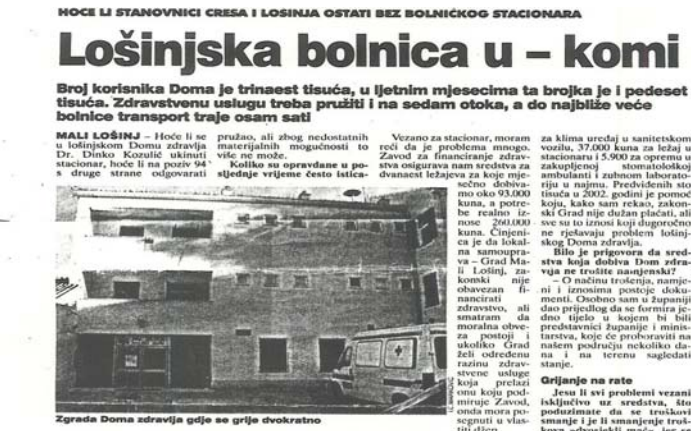 HOĆE LI STANOVNICI CRESA I LOŠINJA OSTATI BEZ BOLNIČKOG STACIONARA
Lošinjska bolnica u – komi
Broj korisnika Doma je trinaest tisuća, u ljetnim mjesecima ta brojka je i pedeset
tisuća. Zdravstvenu uslugu treba pružiti i na sedam otoka, a do najbliže veće
bolnice transport traje osam sati
MALI LOŠINJ – Hoće li se
u lošinjskom Domu zdravlja
Dr. Dinko Kozulić ukinuti
stacionar, hoće li na poziv 94
s druge strane odgovarati
pružao, ali zbog nedostatnih
materijalnih mogućnosti to
više ne može.
Koliko su opravdane u po-
sljednje vrijeme često istica-
Zgrada Doma zdravlja gdje se grije dvokratno
Vezano za stacionar, moram
reći da je problema mnogo.
Zavod za financiranje zdrav-
stva osigurava nam sredstva za
dvanaest ležajeva za koje mje-
sečno dobiva-
mo oko 93.000
kuna, a potre-
be realno iz-
nose 260.000
kuna. Činjeni-
ca je da lokal-
na samoupra-
va – Grad Ma-
li Lošinj, za-
konski nije
obavezan fi-
nancirati
zdravstvo, ali
smatram da
moralna obve-
za postoji i
ukoliko Grad
želi određenu
razinu zdrav-
stvene usluge
koja prelazi
onu koju pod-
miruje Zavod,
onda mora po-
segnuti u vlas-
titi džep.
za klima uređaj u sanitetskom
vozilu, 37.000 kuna za ležaj u
stacionaru i 5.900 za opremu u
zakupljenoj stomatološkoj
ambulanti i zubnom laborato-
riju u najmu. Predviđenih sto
tisuća u 2002. godini je pomoć
koju, kako sam rekao, zakon-
ski Grad nije dužan plaćati, ali
sve su to iznosi koji dugoročno
ne rješavaju problem lošinj-
skog Doma zdravlja.
Bilo je prigovora da sred-
stva koja dobiva Dom zdra-
vlja ne trošite namjenski?
– O načinu trošenja, namje-
ni i iznosima postoje doku-
menti. Osobno sam u županiji
dao prijedlog da se formira je-
dno tijelo u kojem bi bili
predstavnici županije i minis-
tarstva, koje će proboraviti na
našem području nekoliko da-
na i na terenu sagledati
stanje.
Grijanje na rate
Jesu li svi problemi vezani
isključivo uz sredstva, što
poduzimate da se troškovi
smanje i je li smanjenje troš-